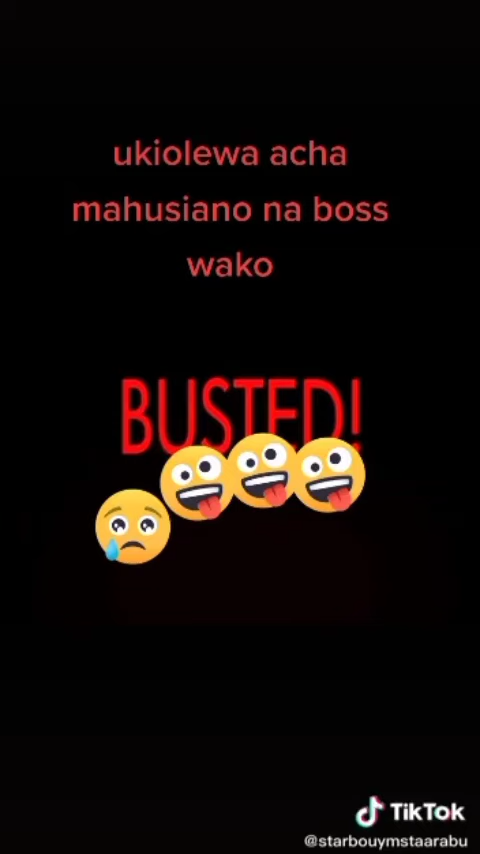 ukiolewa acha
mahusiano na boss
wako
BUSTED!
TikTok
@starbouymstaarabu